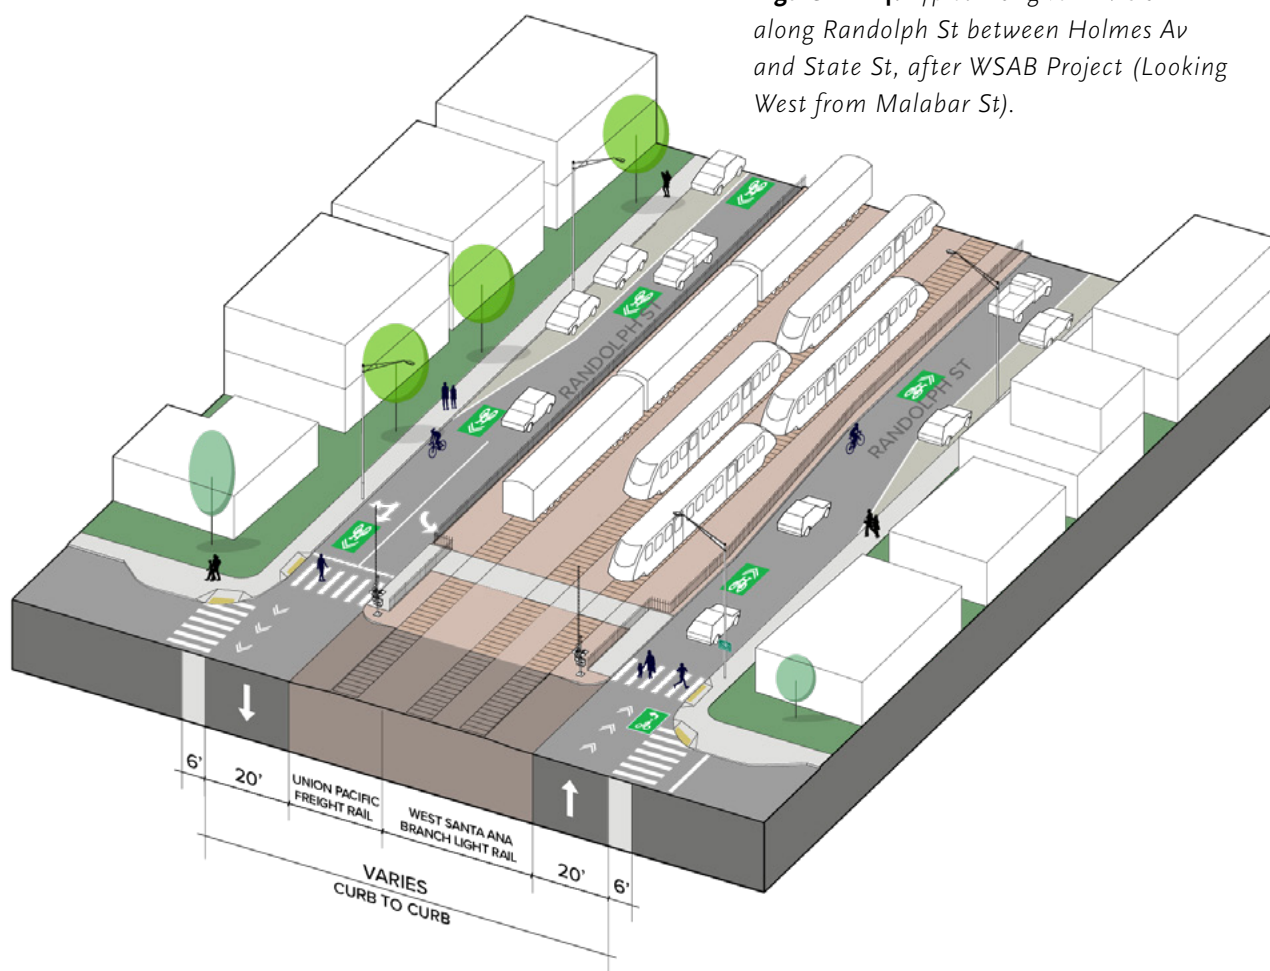 along Randolph St between Holmes Av
and State St, after WSAB Project (Looking
West from Malabar St).
RANDOLPH ST
RANDOLPH ST
6'
20'
UNION PACIFIC
FREIGHT RAIL
WEST SANTA ANA
BRANCH LIGHT RAIL
20'
6'
VARIES
CURB TO CURB